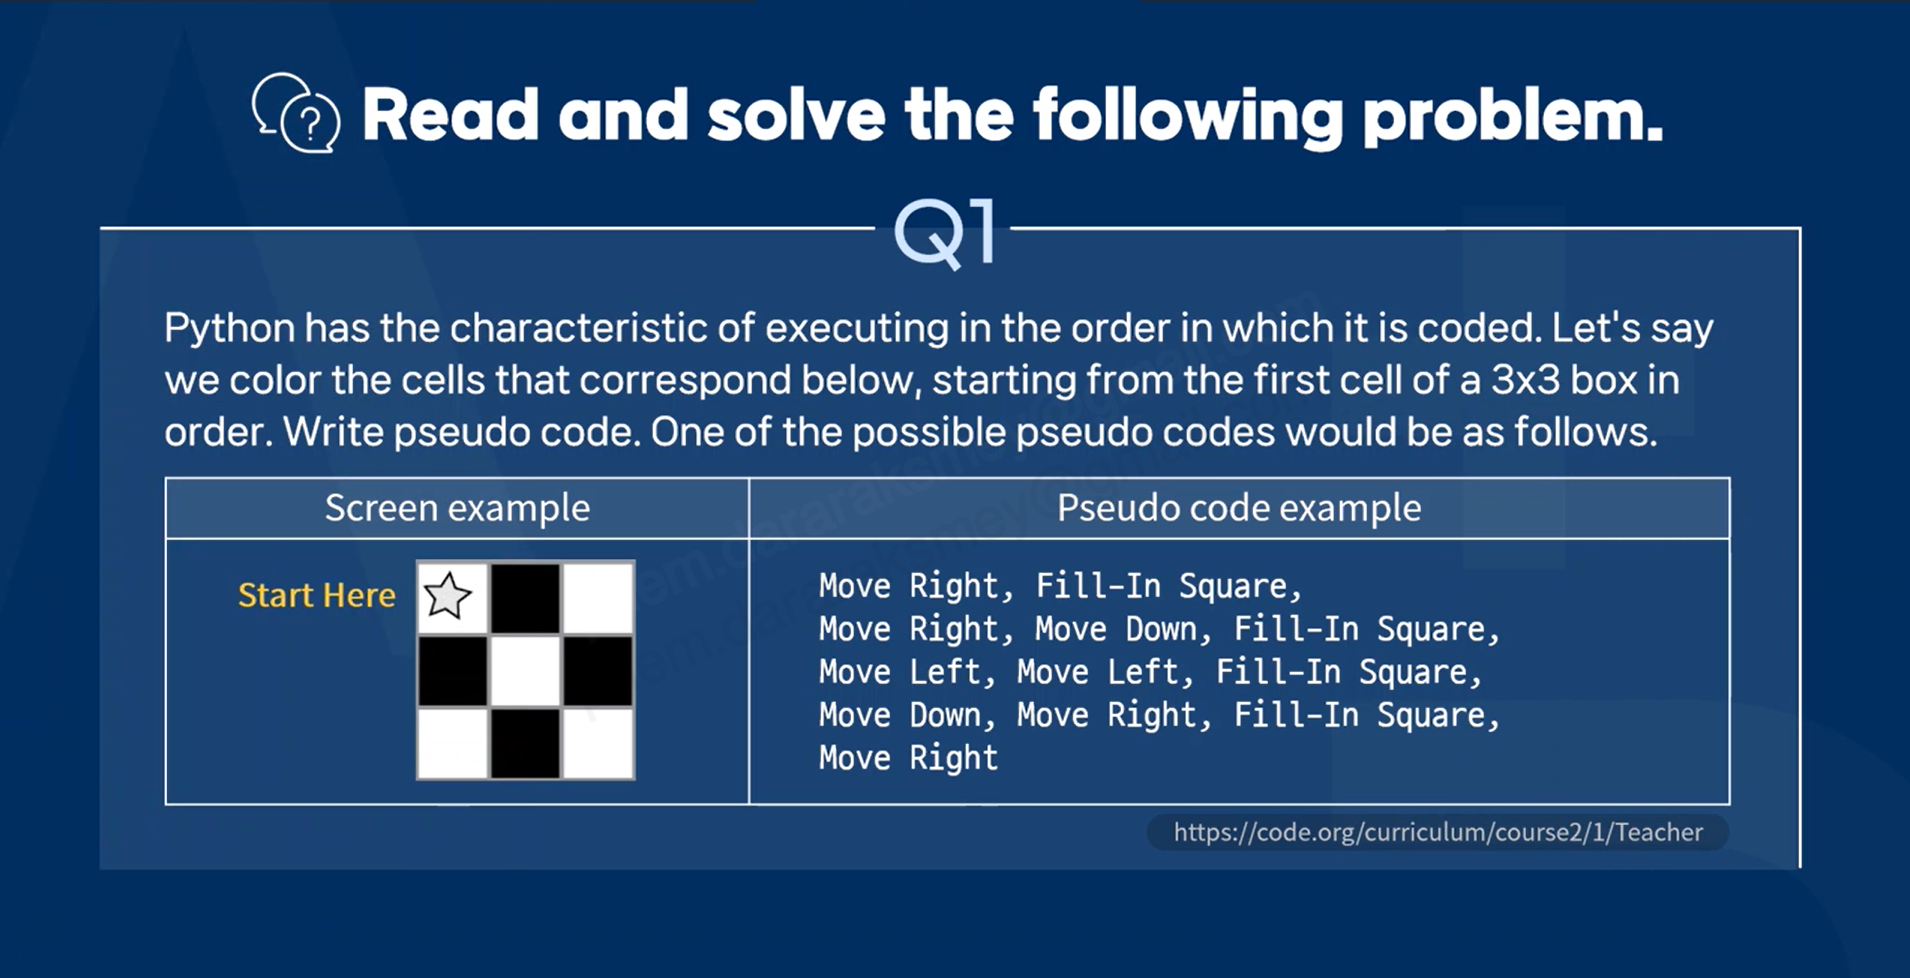 Read and solve the following problem.
Q1
Python has the characteristic of executing in the order in which it is coded. Let's say
we color the cells that correspond below, starting from the first cell of a 3x3 box in
order. Write pseudo code. One of the possible pseudo codes would be as follows.
Screen example
Pseudo code example
Start Here
Move Right, Fill-In Square,
Move Right, Move Down, Fill-In Square,
Move Left, Move Left, Fill-In Square,
Move Down, Move Right, Fill-In Square,
Move Right
https://code.org/curriculum/course2/1/Teacher